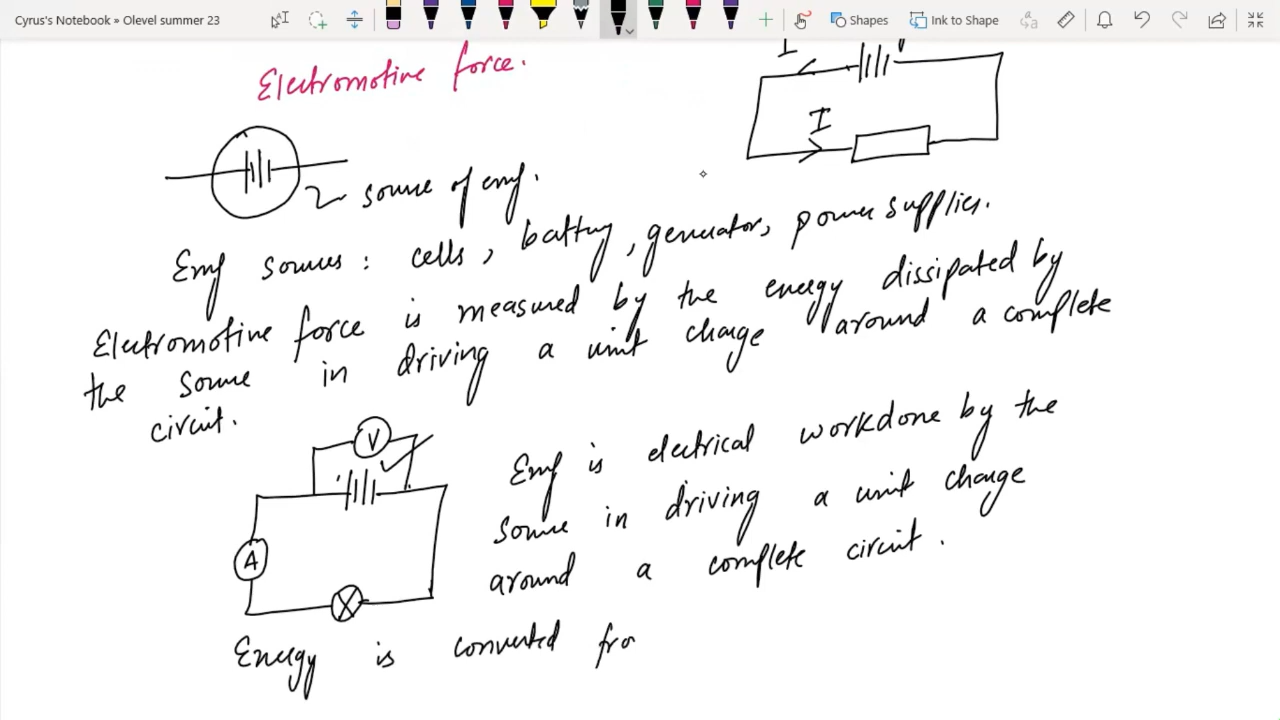 Cyrus's Notebook » Olevel summer 23
Shapes
Ink to Shape
Electromotive force.
I
I
source of emf.
Emf sources: cells, battery, generator, power supplies.
Electromotive force is measured by the energy dissipated by
the source in driving a unit charge around a complete
circuit.
V
A
Emf is electrical workdone by the
source in driving a unit charge
around a complete circuit.
Energy is converted fro